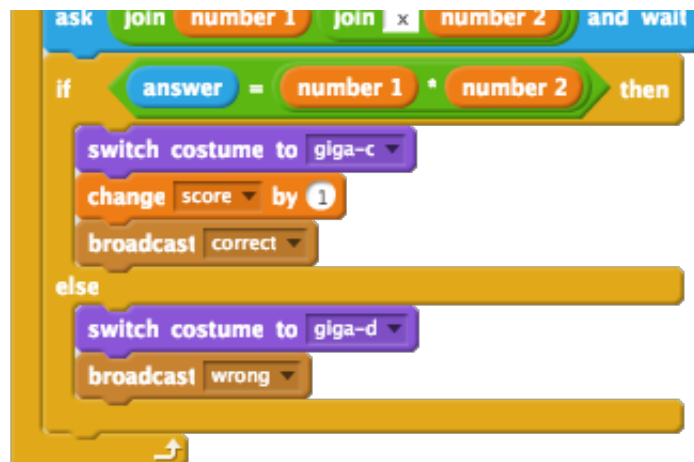 ask join number 1 join x number 2 and wait
if answer = number 1 * number 2 then
switch costume to giga-c
change score by 1
broadcast correct
else
switch costume to giga-d
broadcast wrong